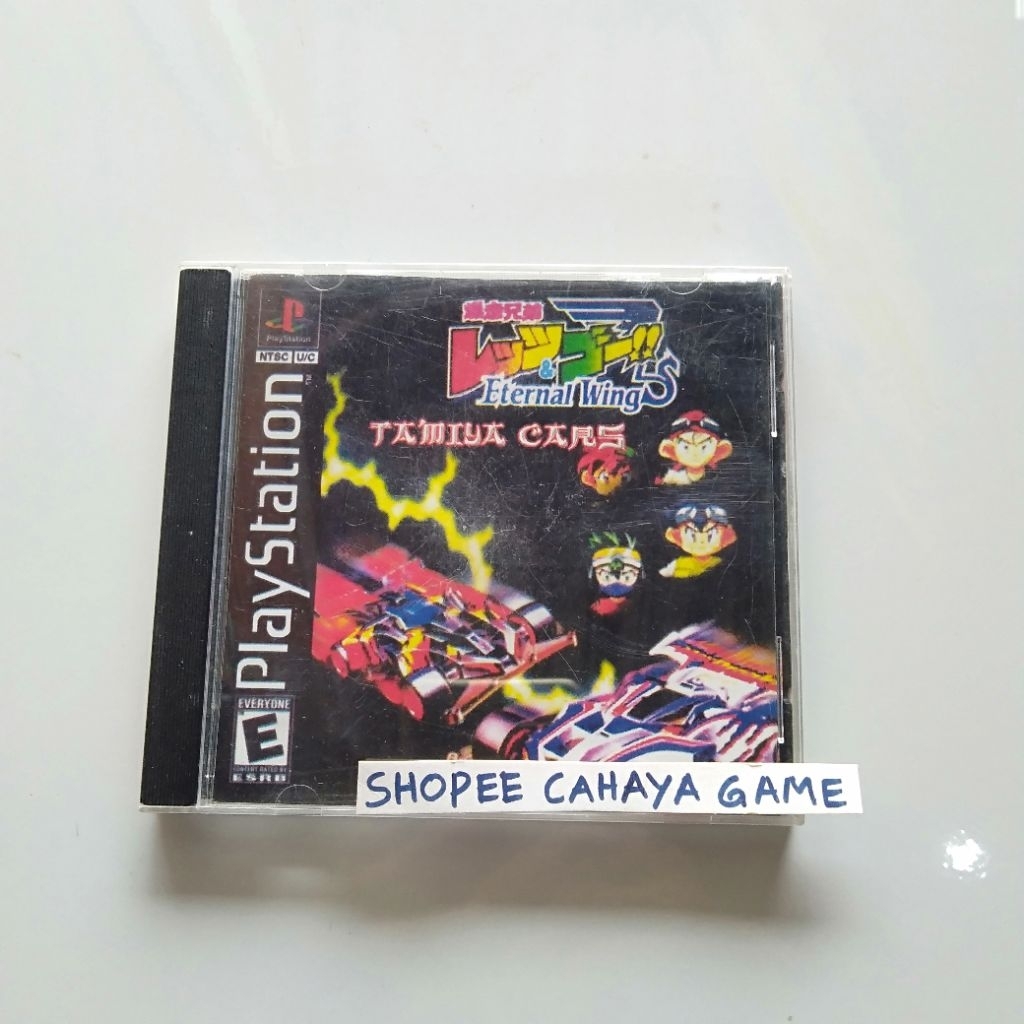 PlayStation
NTSC U/C
PlayStation™
爆走兄弟
レッツ
&
ゴー!!
Eternal Wings
TAMIYA CARS
EVERYONE
E
CONTENT RATED BY
ESRB
SHOPEE CAHAYA GAME